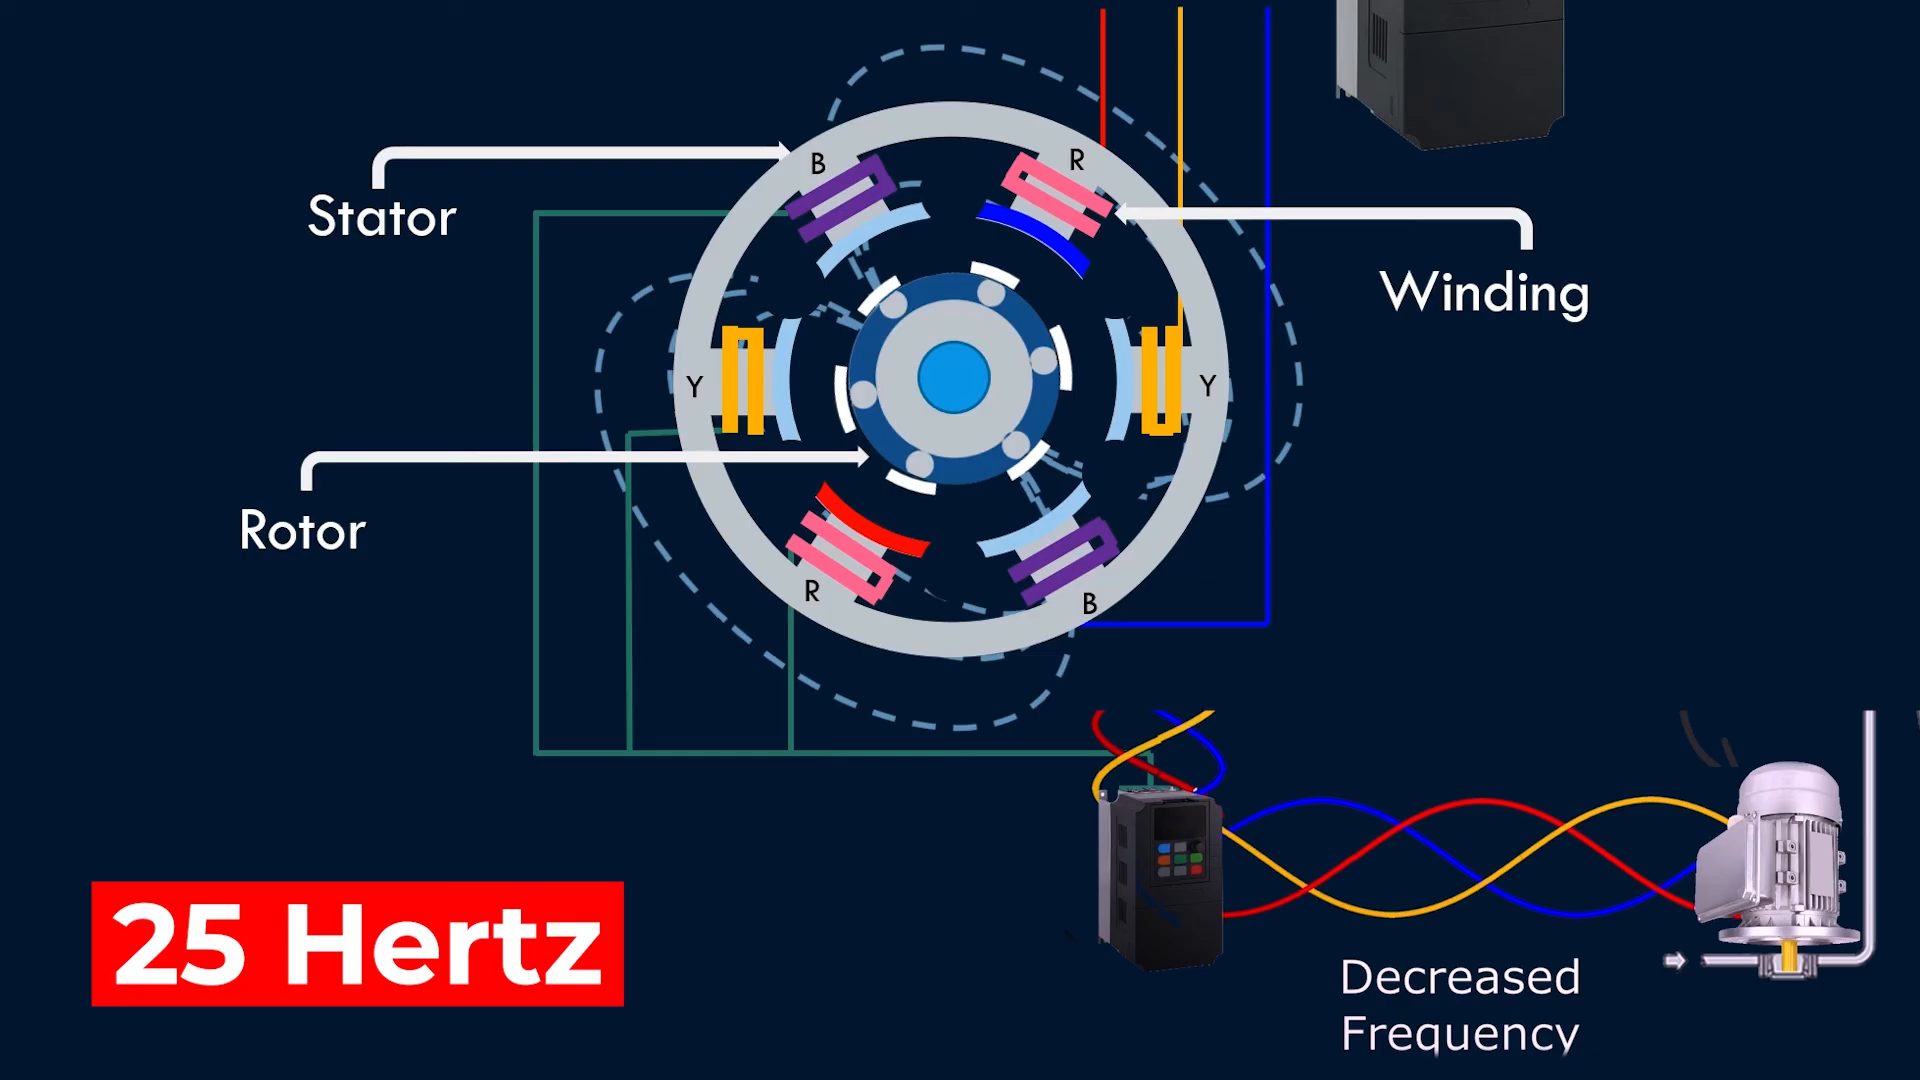 B
R
Stator
Winding
Y
Y
Rotor
R
B
25 Hertz
Decreased
Frequency